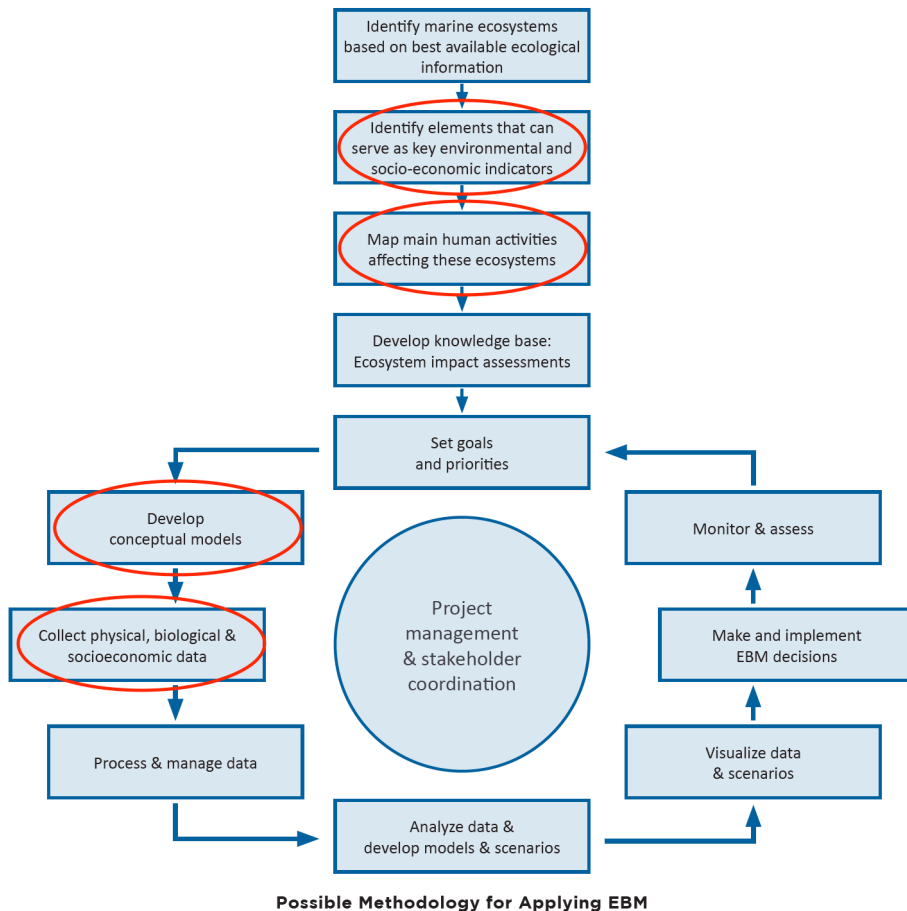 Identify marine ecosystems
based on best available ecological
information
Identify elements that can
serve as key environmental and
socio-economic indicators
Map main human activities
affecting these ecosystems
Develop knowledge base:
Ecosystem impact assessments
Set goals
and priorities
Develop
conceptual models
Collect physical, biological &
socioeconomic data
Process & manage data
Analyze data &
develop models & scenarios
Visualize data
& scenarios
Make and implement
EBM decisions
Monitor & assess
Project
management
& stakeholder
coordination
Possible Methodology for Applying EBM